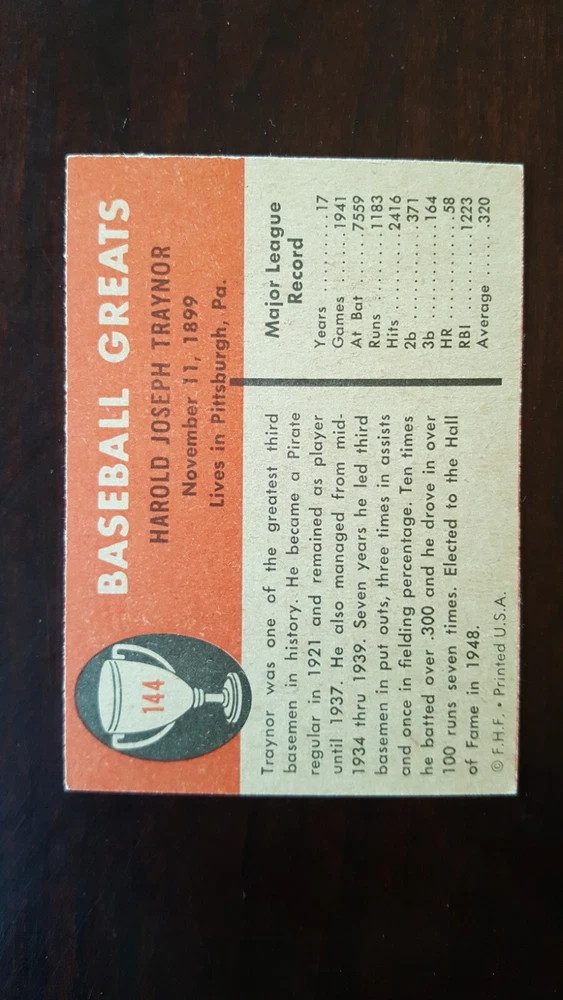 144
BASEBALL GREATS
HAROLD JOSEPH TRAYNOR
November 11, 1899
Lives in Pittsburgh, Pa.
Traynor was one of the greatest third
basemen in history. He became a Pirate
regular in 1921 and remained as player
until 1937. He also managed from mid-
1934 thru 1939. Seven years he led third
basemen in put outs, three times in assists
and once in fielding percentage. Ten times
he batted over .300 and he drove in over
100 runs seven times. Elected to the Hall
of Fame in 1948.
© F.H.F. • Printed U.S.A.
Major League
Record
Years ..........17
Games ......1941
At Bat ......7559
Runs ........1183
Hits ..........2416
2b ............371
3b ............164
HR ............58
RBI ..........1223
Average ......320